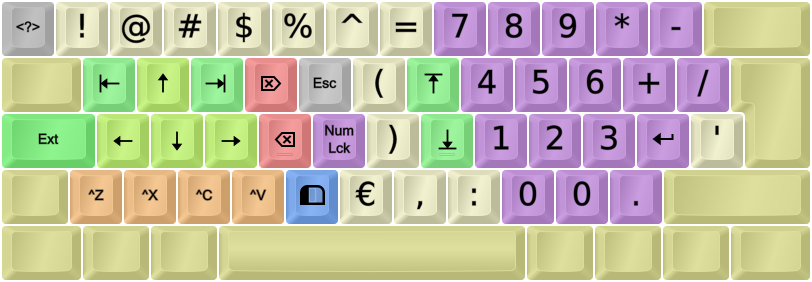 <?> ! @ # $ % ^ = 7 8 9 * -
⇤ ↑ ⇥ ⌦ Esc ( ⤒ 4 5 6 + /
Ext ← ↓ → ⌫ Num Lck ) ⤓ 1 2 3 ↵ '
^Z ^X ^C ^V € , : 0 0 .